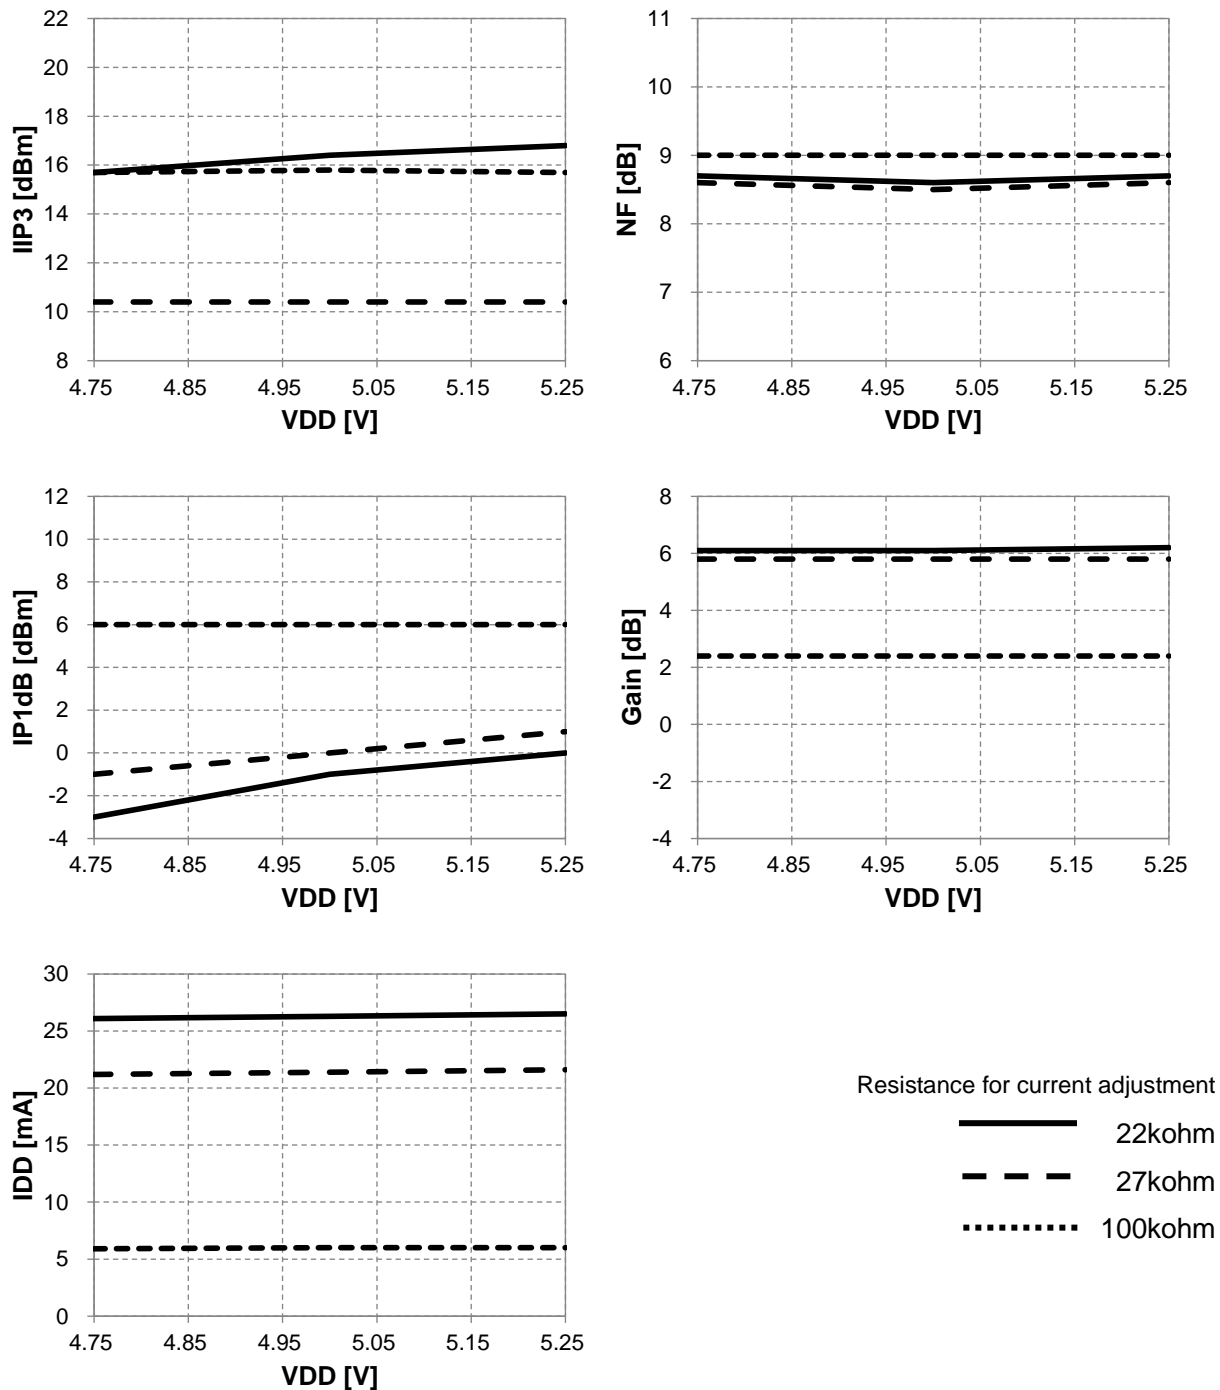 22
20
18
16
14
12
10
8
IIP3 [dBm]
4.75 4.85 4.95 5.05 5.15 5.25
VDD [V]
11
10
9
8
7
6
NF [dB]
4.75 4.85 4.95 5.05 5.15 5.25
VDD [V]
12
10
8
6
4
2
0
-2
-4
IP1dB [dBm]
4.75 4.85 4.95 5.05 5.15 5.25
VDD [V]
8
6
4
2
0
-2
-4
Gain [dB]
4.75 4.85 4.95 5.05 5.15 5.25
VDD [V]
30
25
20
15
10
5
0
IDD [mA]
4.75 4.85 4.95 5.05 5.15 5.25
VDD [V]
Resistance for current adjustment
22kohm
27kohm
100kohm